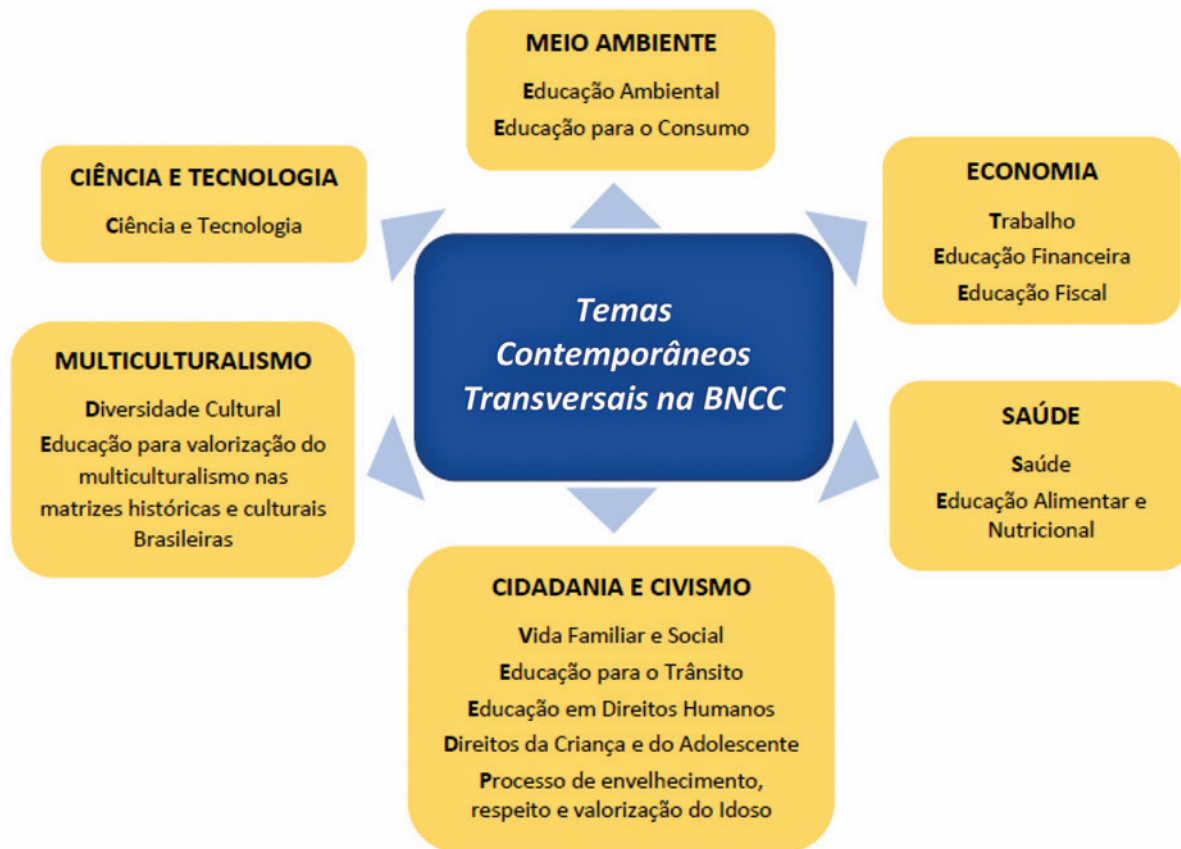 MEIO AMBIENTE
Educação Ambiental
Educação para o Consumo
CIÊNCIA E TECNOLOGIA
Ciência e Tecnologia
ECONOMIA
Trabalho
Educação Financeira
Educação Fiscal
Temas
Contemporâneos
Transversais na BNCC
MULTICULTURALISMO
Diversidade Cultural
Educação para valorização do
multiculturalismo nas
matrizes históricas e culturais
Brasileiras
SAÚDE
Saúde
Educação Alimentar e
Nutricional
CIDADANIA E CIVISMO
Vida Familiar e Social
Educação para o Trânsito
Educação em Direitos Humanos
Direitos da Criança e do Adolescente
Processo de envelhecimento,
respeito e valorização do Idoso